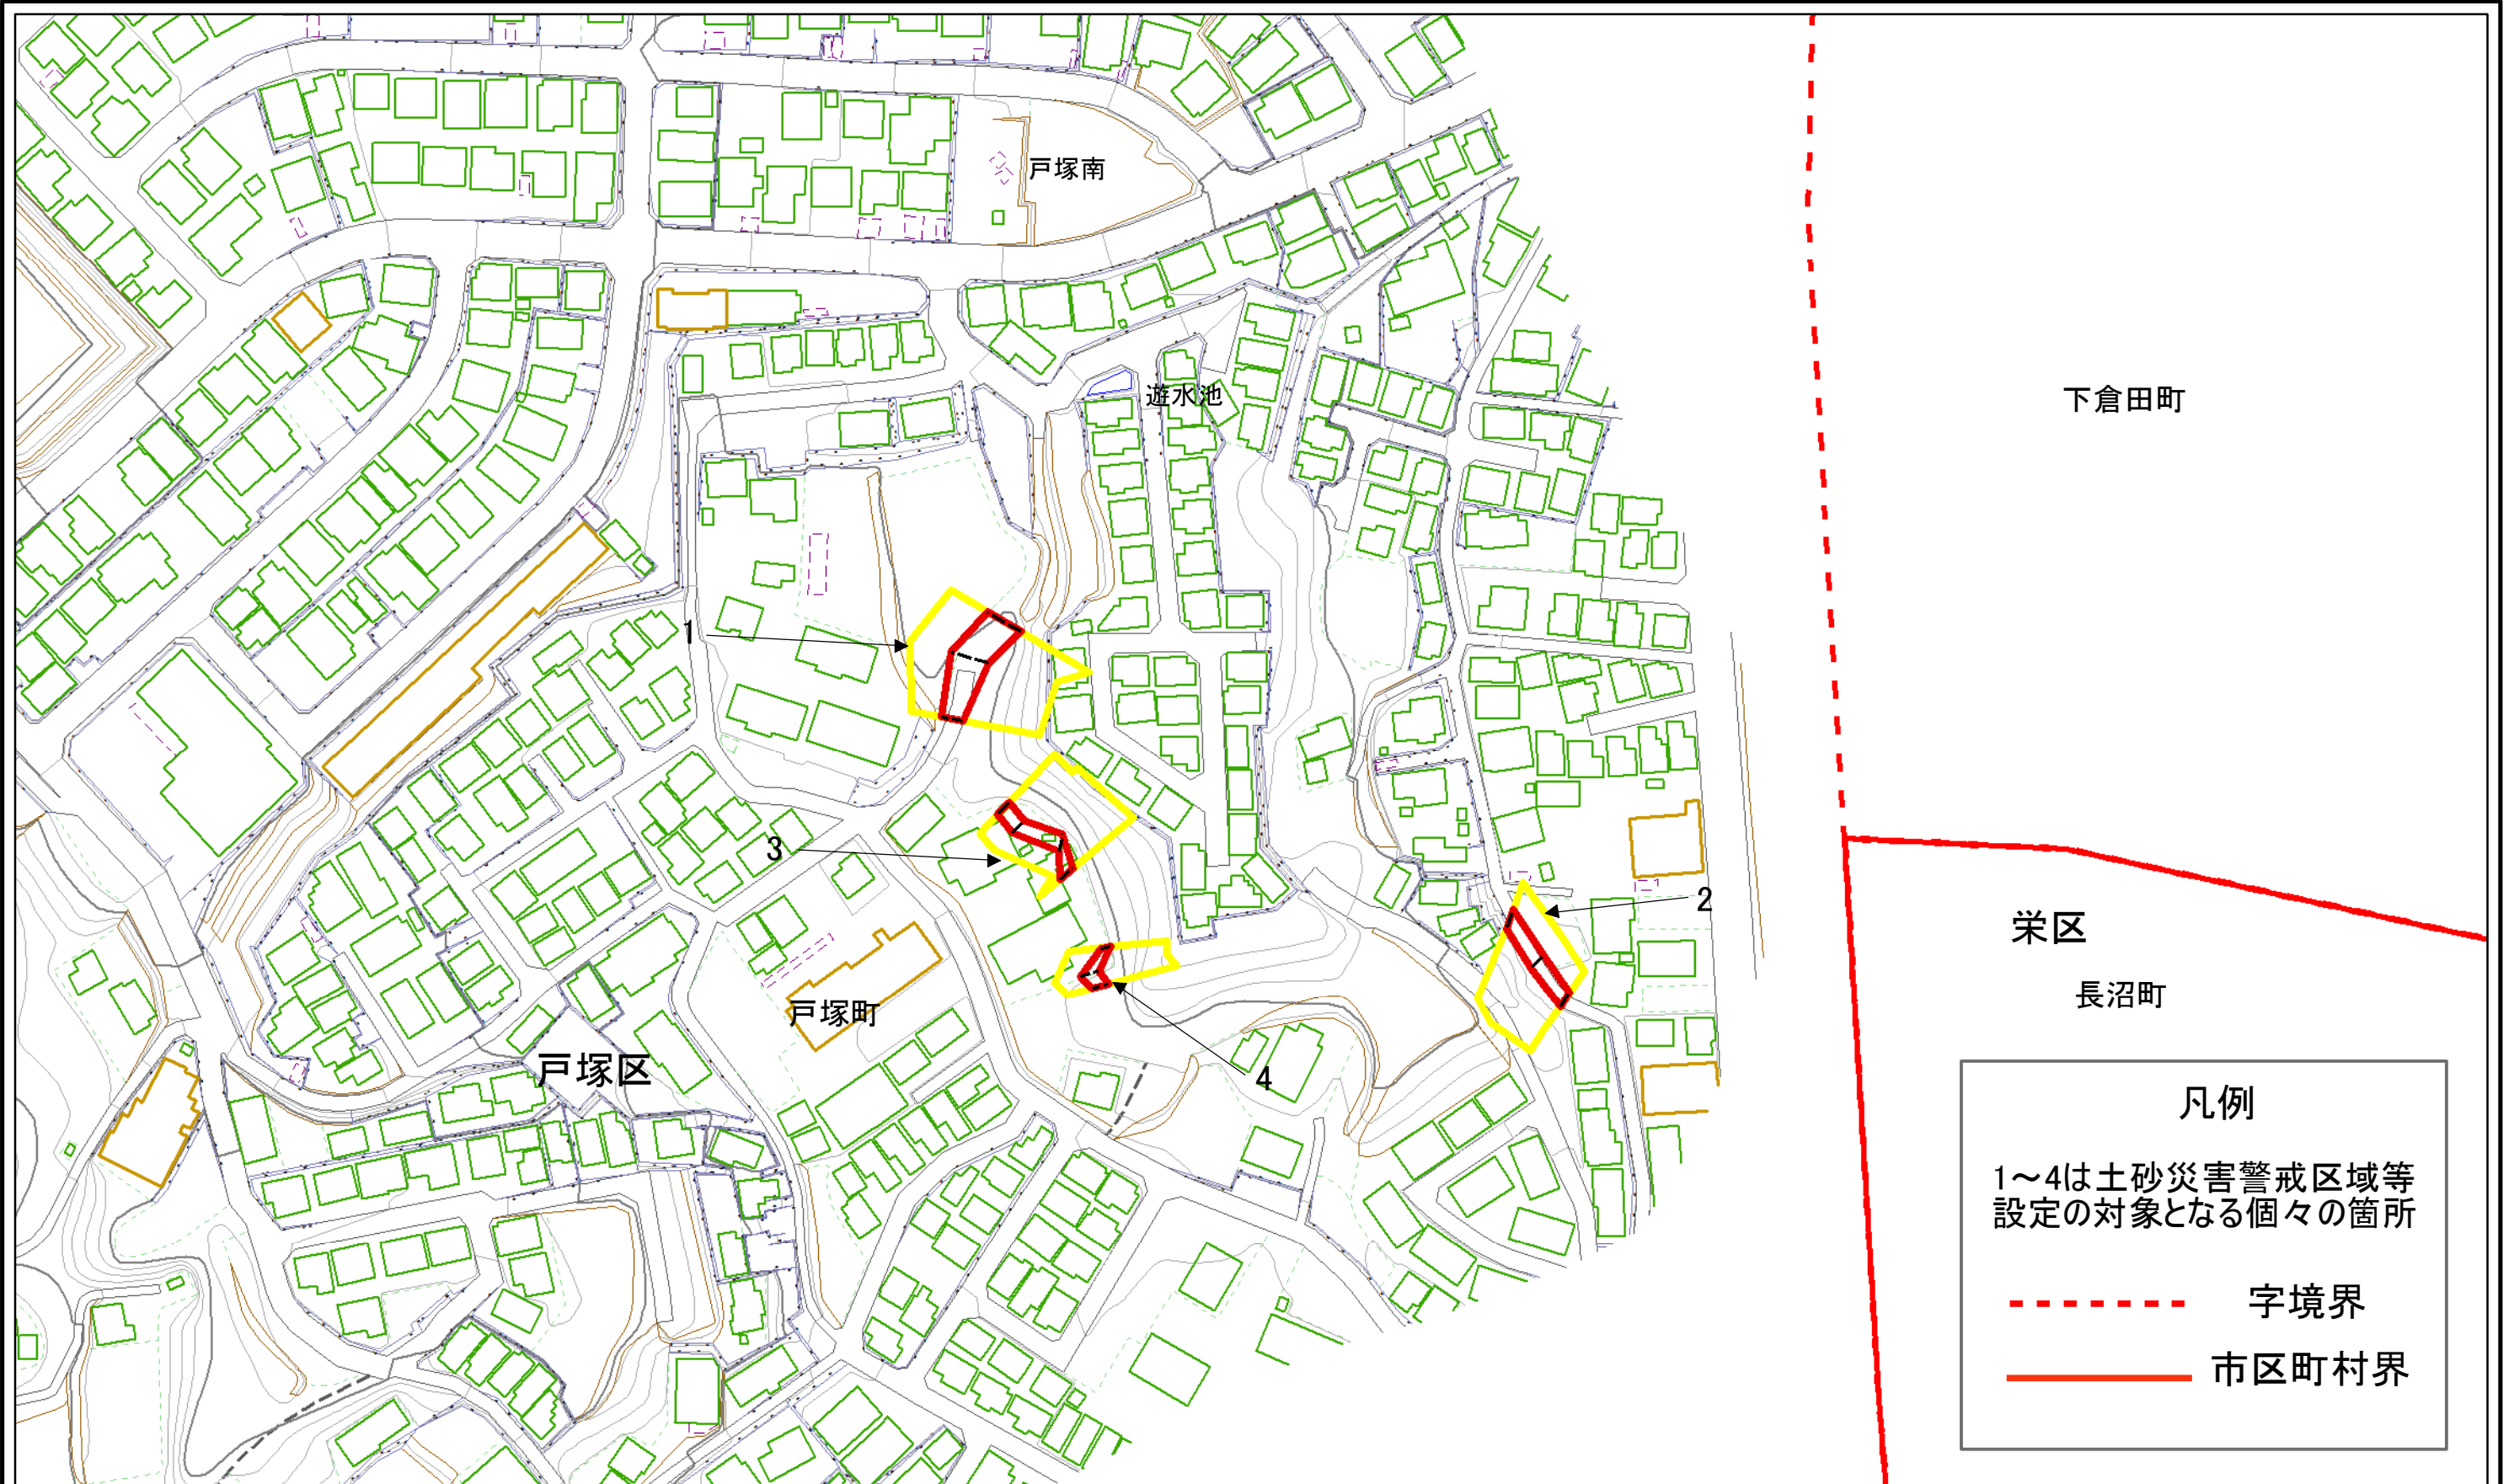 戸塚南
遊水池
下倉田町
1
3
2
栄区
長沼町
戸塚町
戸塚区
4
凡例
1～4は土砂災害警戒区域等
設定の対象となる個々の箇所
字境界
市区町村界